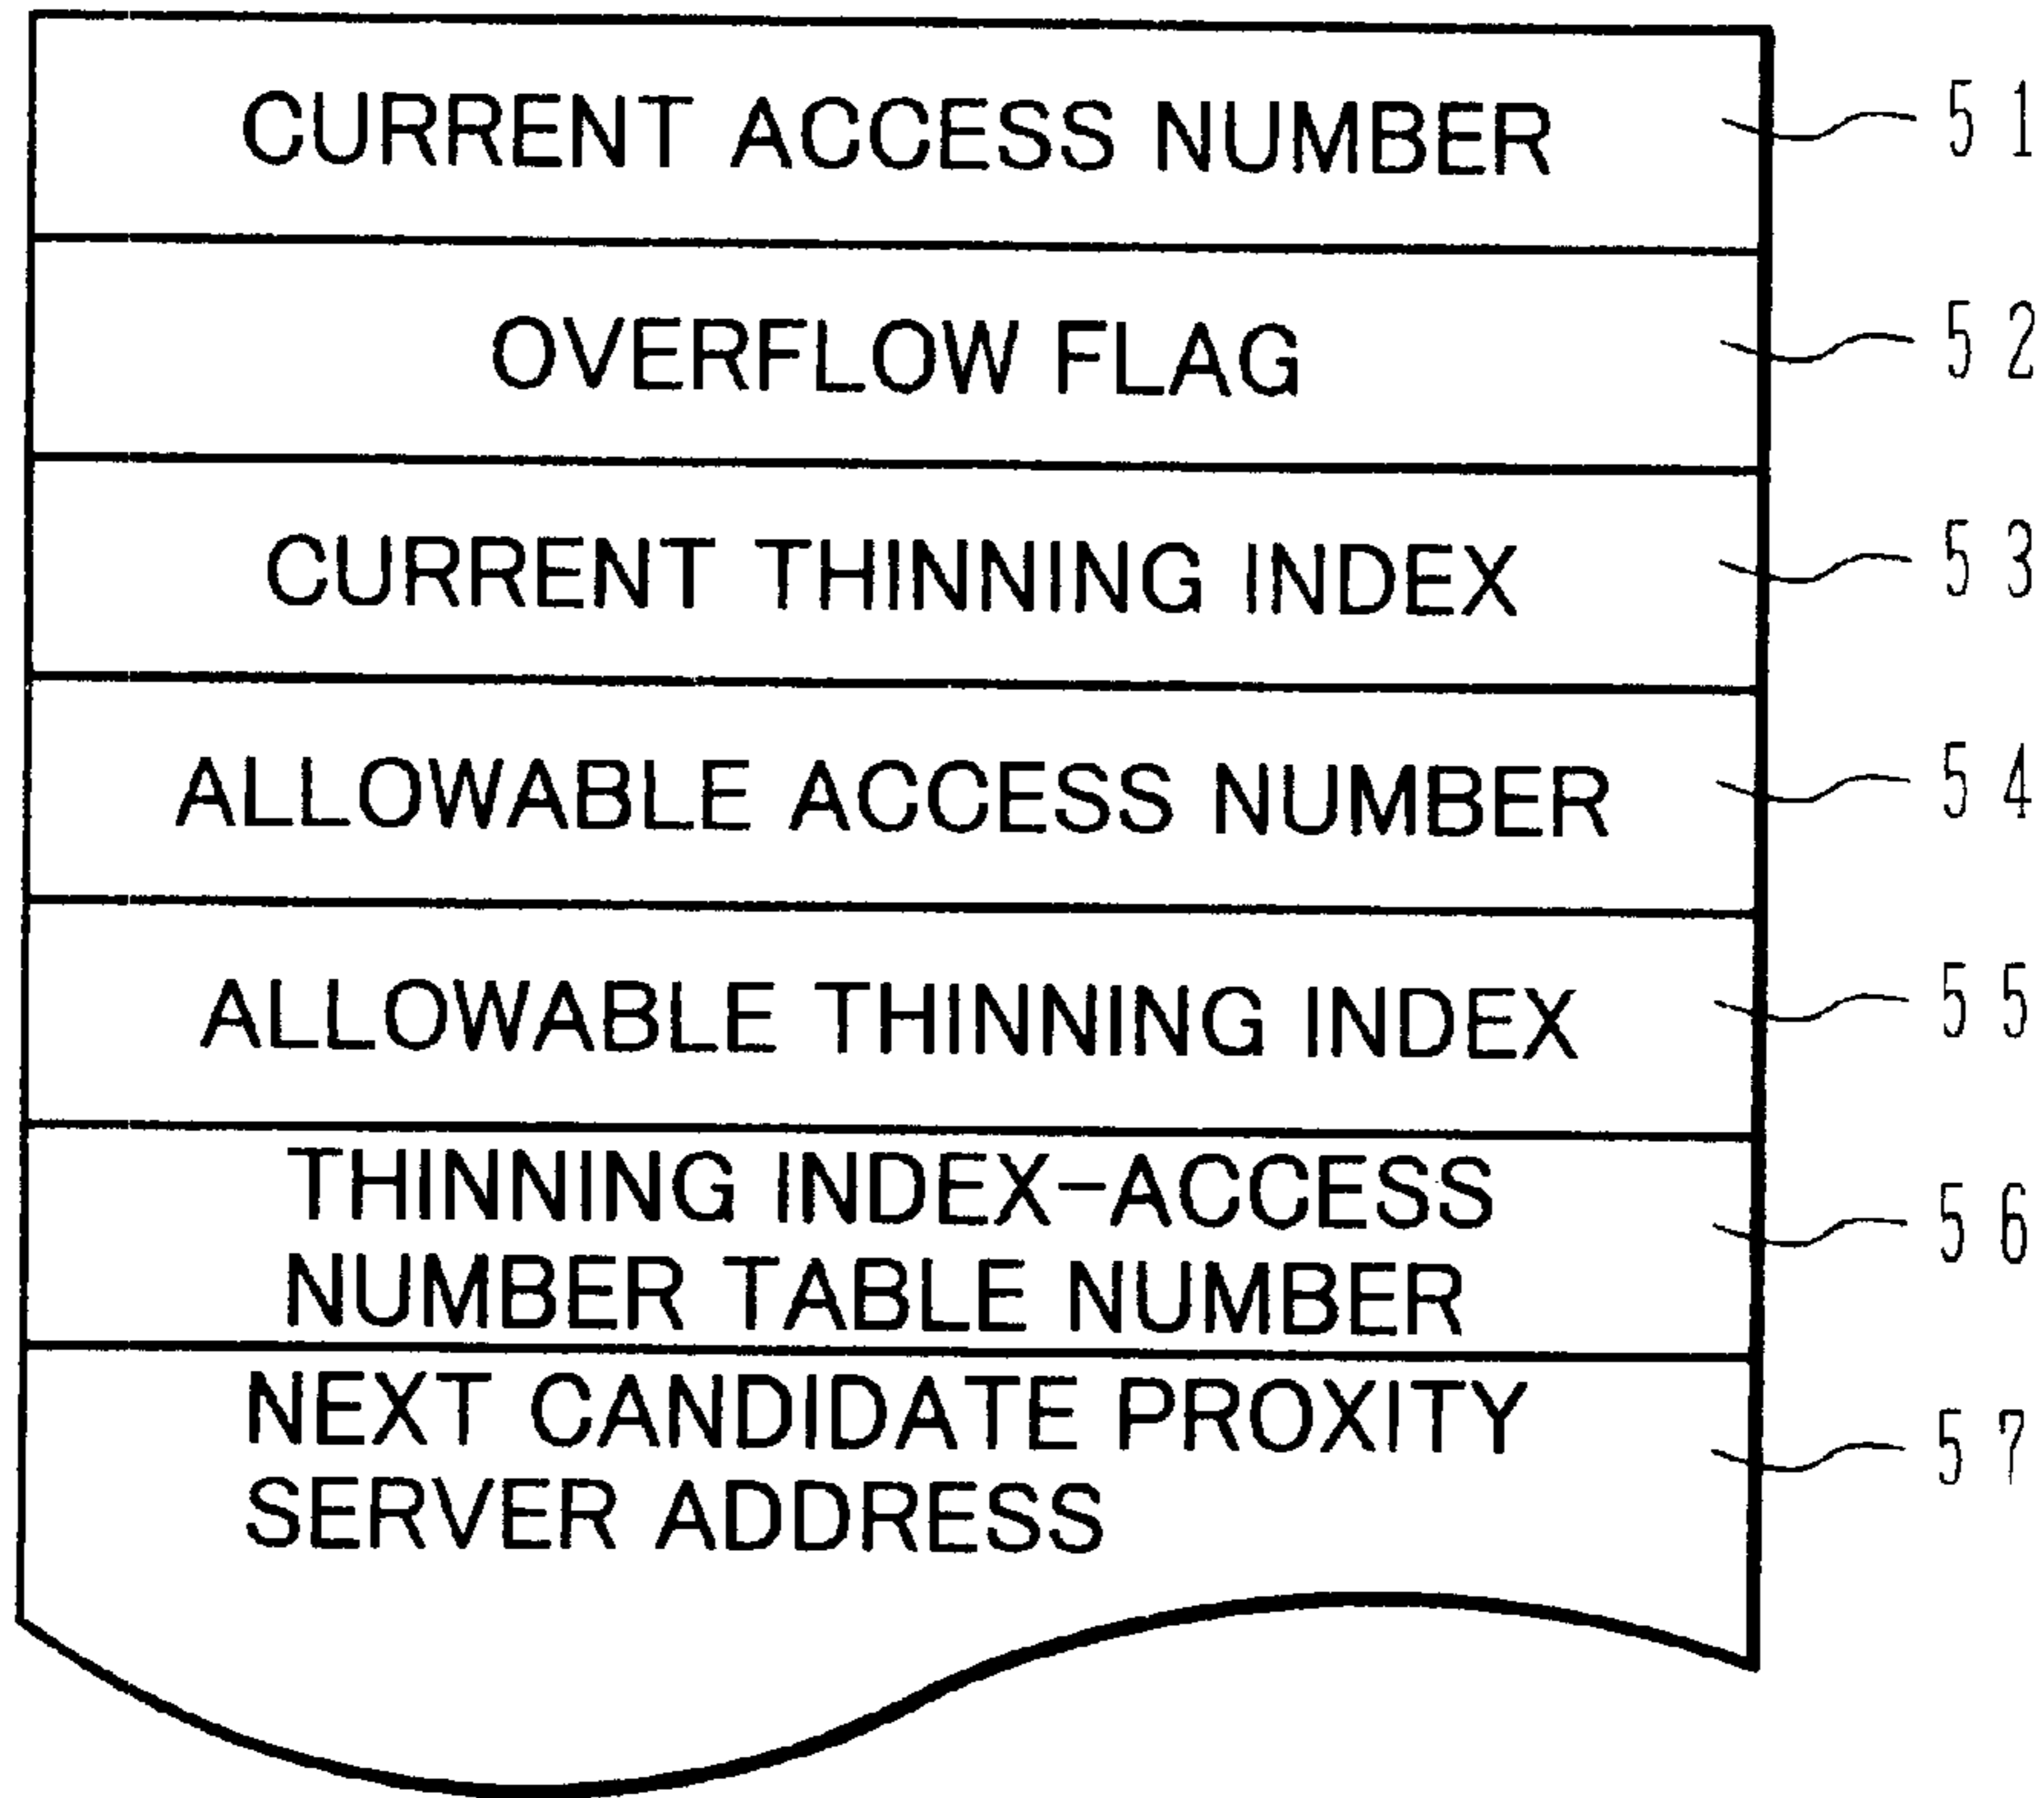 CURRENT ACCESS NUMBER 51
OVERFLOW FLAG 52
CURRENT THINNING INDEX 53
ALLOWABLE ACCESS NUMBER 54
ALLOWABLE THINNING INDEX 55
THINNING INDEX-ACCESS
NUMBER TABLE NUMBER 56
NEXT CANDIDATE PROXITY
SERVER ADDRESS 57